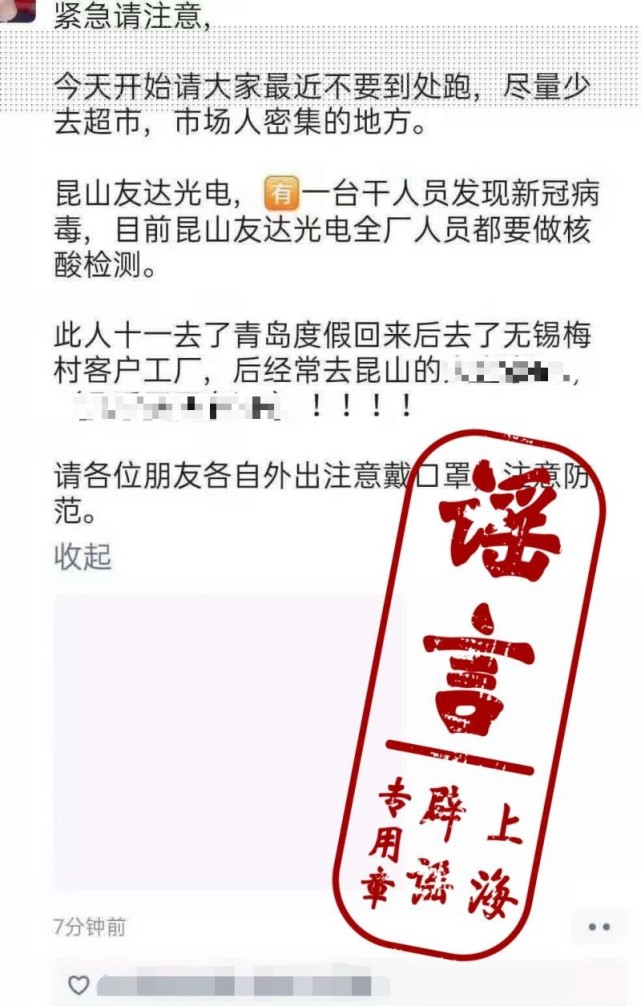 紧急请注意,
今天开始请大家最近不要到处跑，尽量少
去超市，市场人密集的地方。
昆山友达光电，🈶一台干人员发现新冠病
毒，目前昆山友达光电全厂人员都要做核
酸检测。
此人十一去了青岛度假回来后去了无锡梅
村客户工厂，后经常去昆山的
！！！！
请各位朋友各自外出注意戴口罩，注意防
范。
收起
谣言
上海
辟谣
专用章
7分钟前